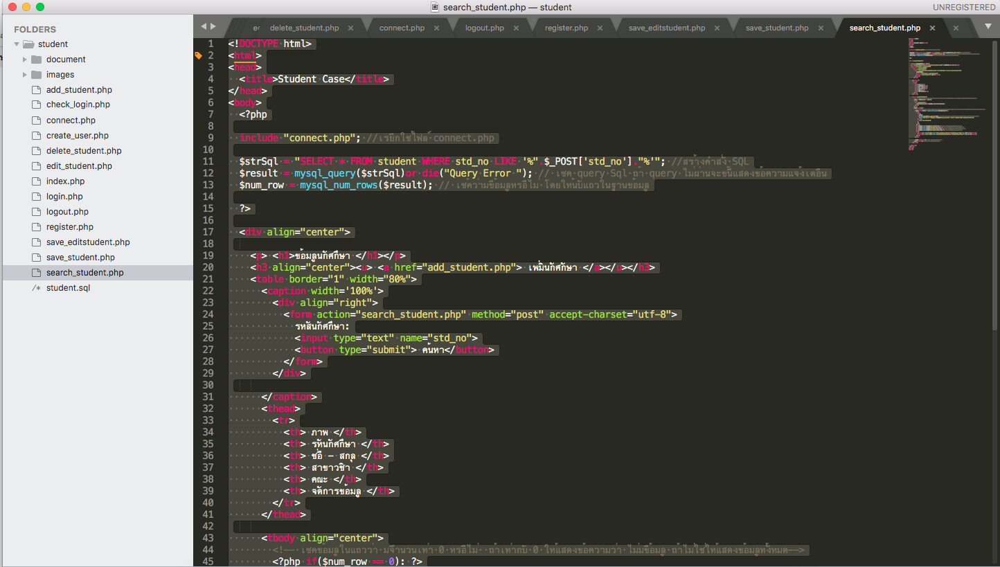 search_student.php — student
UNREGISTERED
FOLDERS
student
document
images
add_student.php
check_login.php
connect.php
create_user.php
delete_student.php
edit_student.php
index.php
login.php
logout.php
register.php
save_editstudent.php
save_student.php
search_student.php
/* student.sql
delete_student.php connect.php logout.php register.php save_editstudent.php save_student.php search_student.php
1 <!DOCTYPE html>
2 <html>
3 <head>
4 <title>Student Case</title>
5 </head>
6 <body>
7 <?php
8
9 include "connect.php"; //เรียกใช้ไฟล์ connect.php
10
11 $strSql = "SELECT * FROM student WHERE std_no LIKE '%".$_POST['std_no']."%'"; //สร้างคำสั่ง SQL
12 $result = mysql_query($strSql)or die("Query Error "); // เชค query Sql ถ้า query ไม่ผ่านจะขึ้นแสดงข้อความแจ้งเตือน
13 $num_row = mysql_num_rows($result); // เช็คว่ามีข้อมูลหรือไม่ โดยให้นับแถวในฐานข้อมูล
14
15 ?>
16
17 <div align="center">
18
19 <p> <h1>ข้อมูลนักศึกษา </h1></p>
20 <h3 align="center"><u> <a href="add_student.php"> เพิ่มนักศึกษา </a></u></h3>
21 <table border="1" width="80%">
22 <caption width='100%'>
23 <div align="right">
24 <form action="search_student.php" method="post" accept-charset="utf-8">
25 รหัสนักศึกษา:
26 <input type="text" name="std_no">
27 <button type="submit"> ค้นหา</button>
28 </form>
29 </div>
30
31 </caption>
32 <thead>
33 <tr>
34 <th> ภาพ </th>
35 <th> รหันักศึกษา </th>
36 <th> ชื่อ - สกุล </th>
37 <th> สาขาวิชา </th>
38 <th> คณะ </th>
39 <th> จัดการข้อมูล </th>
40 </tr>
41 </thead>
42
43 <tbody align="center">
44 <!-- เช็คข้อมูลในแถวว่า มีจำนวนเท่า 0 หรือไม่ ถ้าเท่ากับ 0 ให้แสดงข้อความว่า ไม่มีข้อมูล ถ้าไม่ใช่ให้แสดงข้อมูลทั้งหมด-->
45 <?php if($num_row == 0): ?>